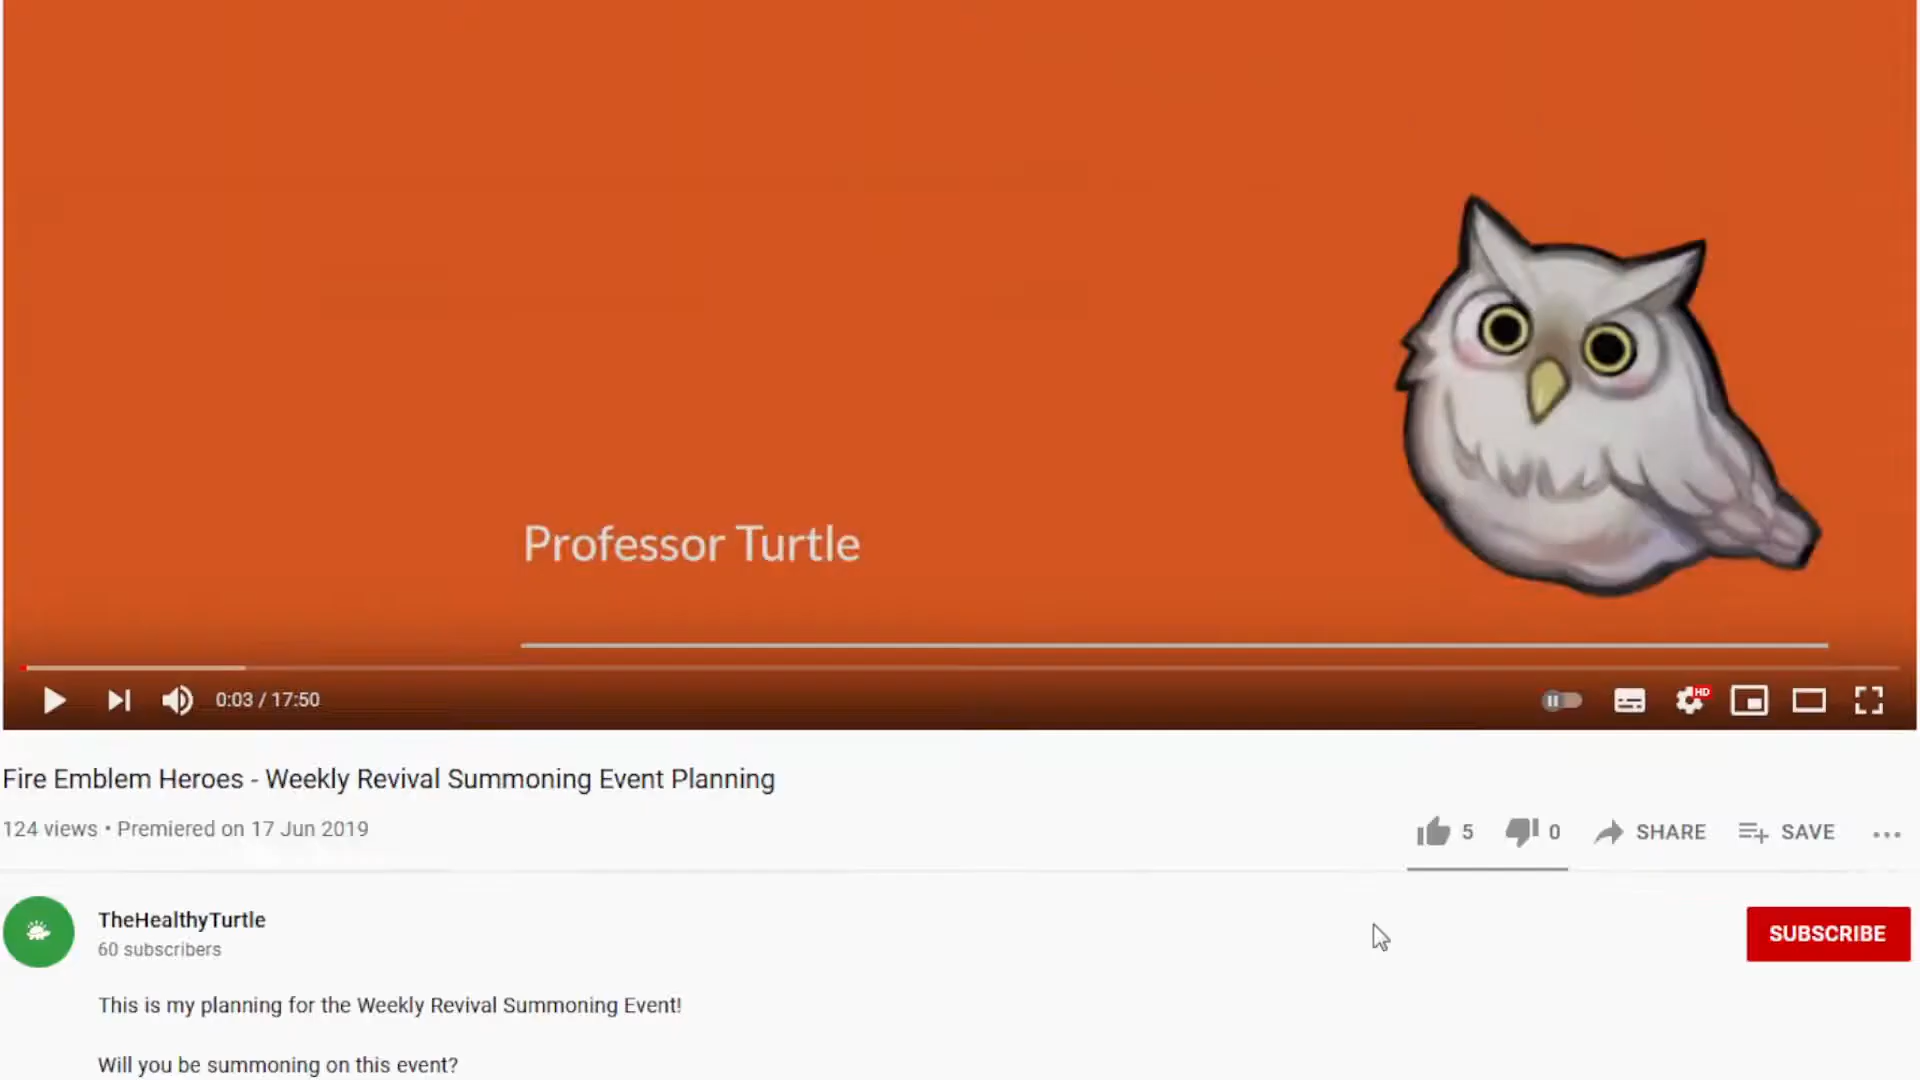 Professor Turtle
0:03 / 17:50
HD
Fire Emblem Heroes - Weekly Revival Summoning Event Planning
124 views • Premiered on 17 Jun 2019
5 0 SHARE SAVE
TheHealthyTurtle
60 subscribers
SUBSCRIBE
This is my planning for the Weekly Revival Summoning Event!
Will you be summoning on this event?